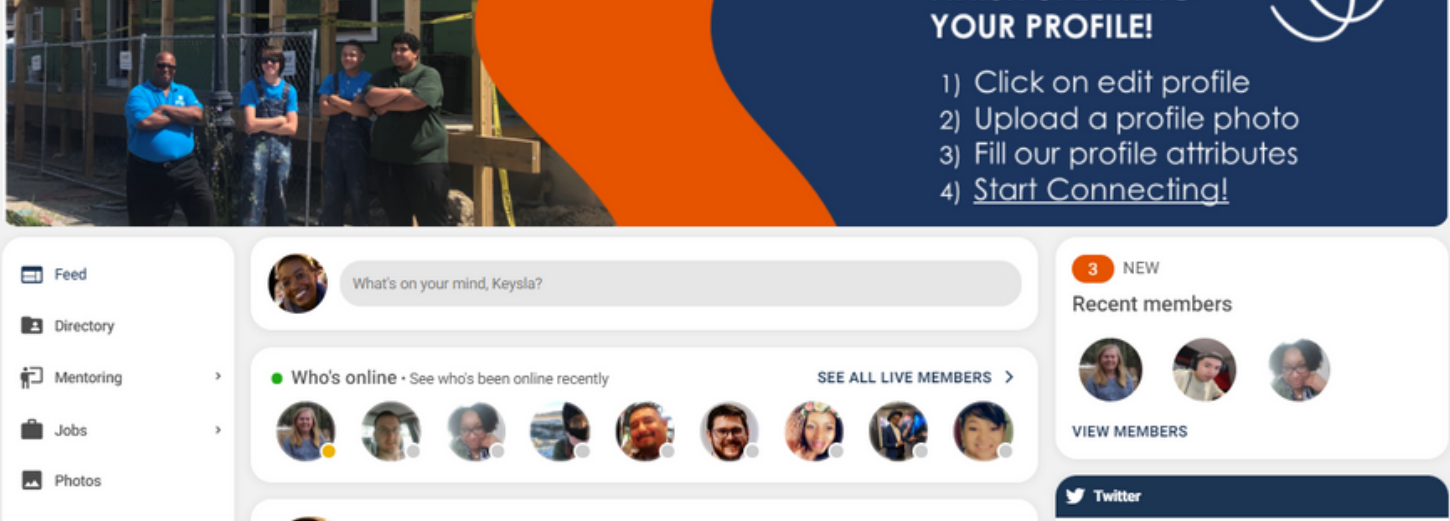 YOUR PROFILE!
1) Click on edit profile
2) Upload a profile photo
3) Fill our profile attributes
4) Start Connecting!
Feed
Directory
Mentoring
Jobs
Photos
What's on your mind, Keysla?
Who's online • See who's been online recently
SEE ALL LIVE MEMBERS
3 NEW
Recent members
VIEW MEMBERS
Twitter